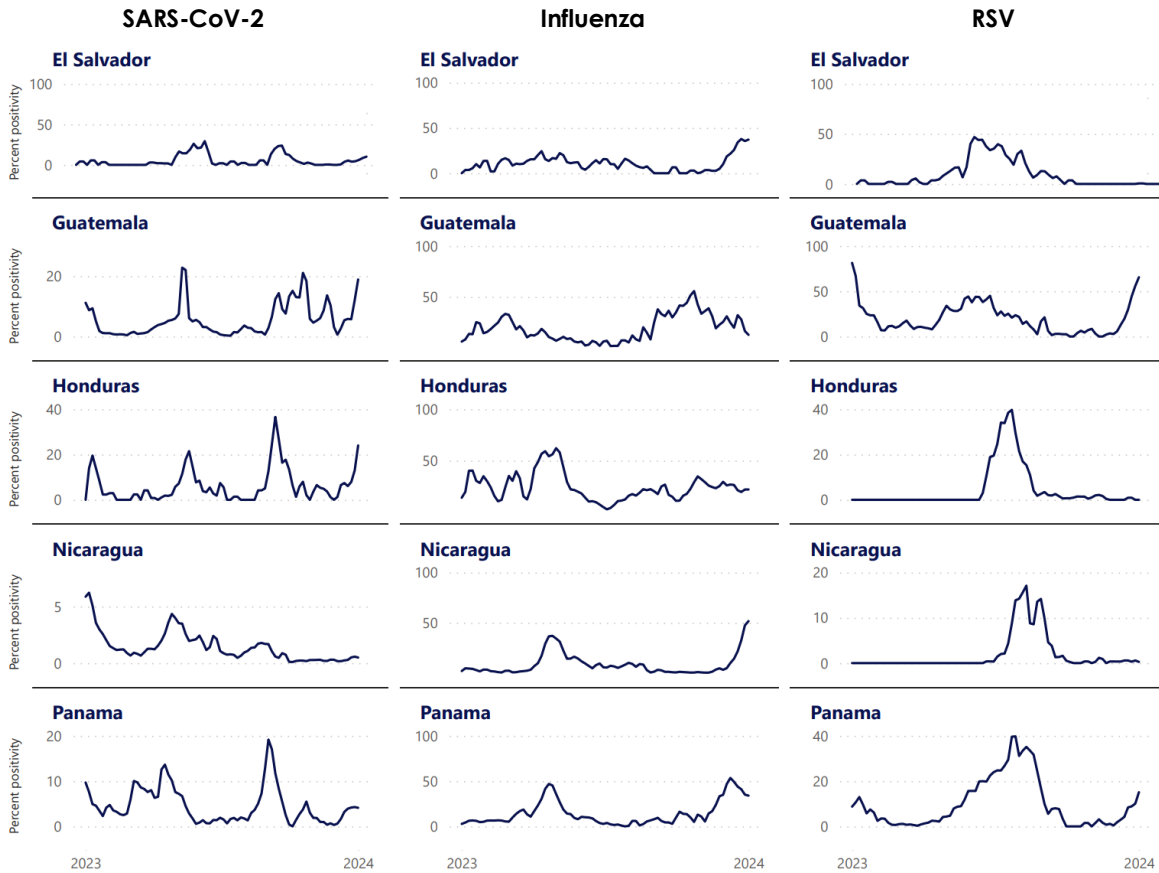 SARS-CoV-2 Influenza RSV
El Salvador El Salvador El Salvador
Percent positivity
100 100 100
50 50 50
0 0 0
Guatemala Guatemala Guatemala
Percent positivity
20 100 100
0 50 50
0
Honduras Honduras Honduras
Percent positivity
40 50 40
20 20
0 0
Nicaragua Nicaragua Nicaragua
Percent positivity
5 100 20
0 50 10
0
Panama Panama Panama
Percent positivity
20 100 40
10 50 20
0 0 0
2023 2024 2023 2024 2023 2024